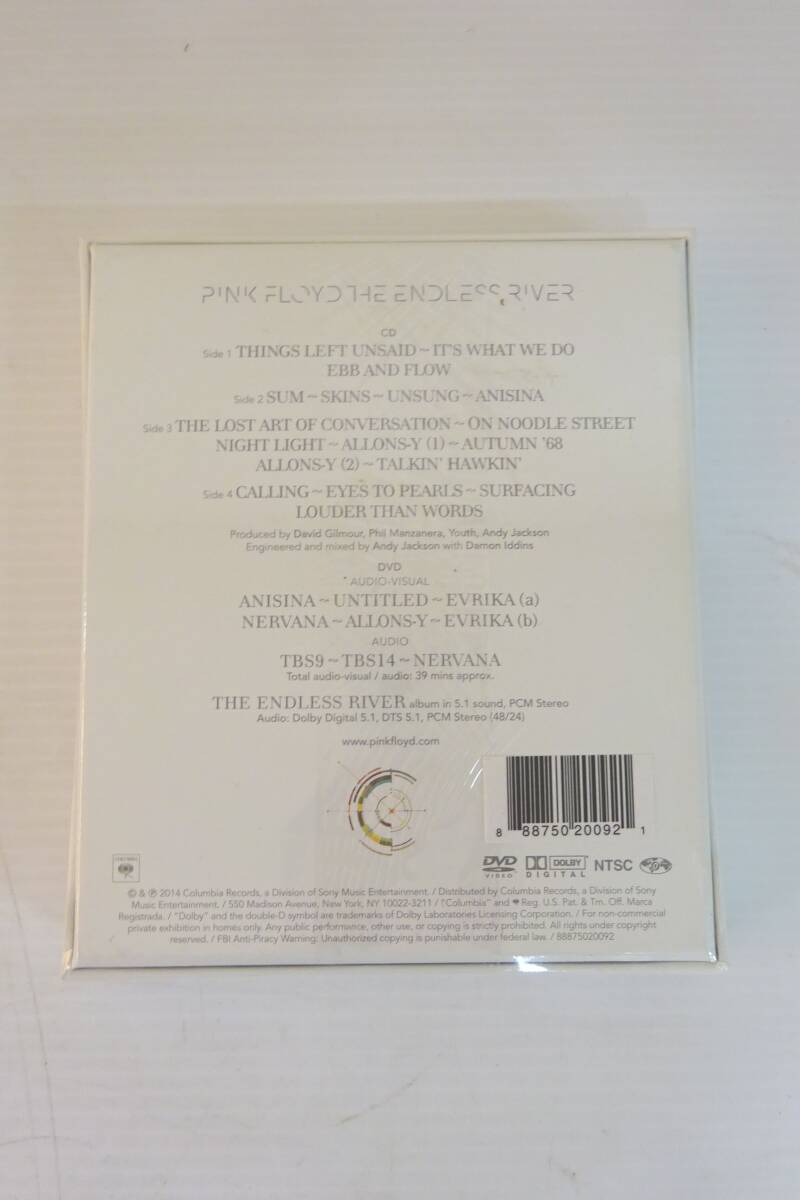 PINK FLOYD THE ENDLESS RIVER
CD
Side 1 THINGS LEFT UNSAID ~ IT'S WHAT WE DO
EBB AND FLOW
Side 2 SUM ~ SKINS ~ UNSUNG ~ ANISINA
Side 3 THE LOST ART OF CONVERSATION ~ ON NOODLE STREET
NIGHT LIGHT ~ ALLONS-Y (1) ~ AUTUMN '68
ALLONS-Y (2) ~ TALKIN' HAWKIN'
Side 4 CALLING ~ EYES TO PEARLS ~ SURFACING
LOUDER THAN WORDS
Produced by David Gilmour, Phil Manzanera, Youth, Andy Jackson
Engineered and mixed by Andy Jackson with Damon Iddins
DVD
AUDIO-VISUAL
ANISINA ~ UNTITLED ~ EVRIKA (a)
NERVANA ~ ALLONS-Y ~ EVRIKA (b)
AUDIO
TBS9 ~ TBS14 ~ NERVANA
Total audio-visual / audio: 39 mins approx.
THE ENDLESS RIVER album in 5.1 sound, PCM Stereo
Audio: Dolby Digital 5.1, DTS 5.1, PCM Stereo (48/24)
www.pinkfloyd.com
8 88750 20092 1
DVD VIDEO DOLBY DIGITAL NTSC
© & ℗ 2014 Columbia Records, a Division of Sony Music Entertainment. / Distributed by Columbia Records, a Division of Sony
Music Entertainment. / 550 Madison Avenue, New York, NY 10022-3211 / "Columbia" and Reg. U.S. Pat. & Tm. Off. Marca
Registrada. / "Dolby" and the double-D symbol are trademarks of Dolby Laboratories Licensing Corporation. / For non-commercial
private exhibition in homes only. Any public performance, other use, or copying is strictly prohibited. All rights under copyright
reserved. / FBI Anti-Piracy Warning: Unauthorized copying is punishable under federal law. / 88875020092